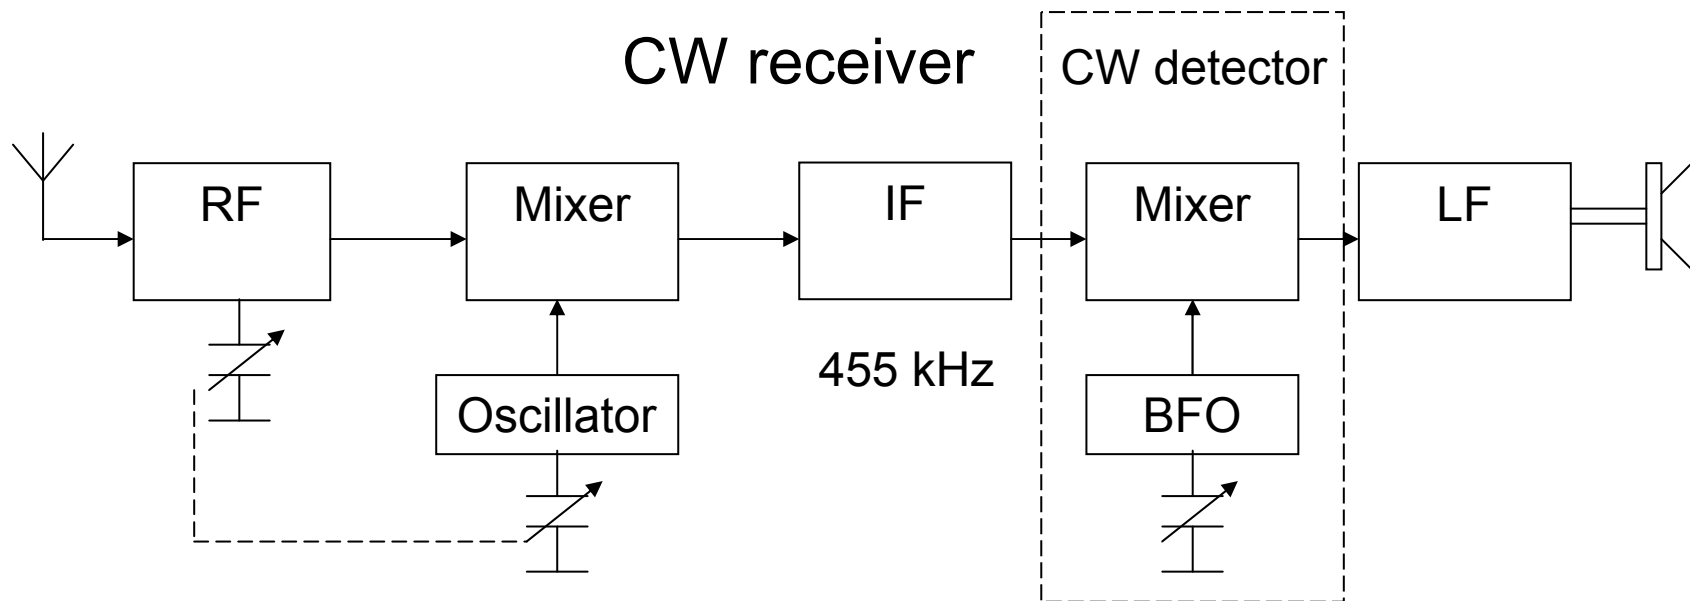 CW receiver
CW detector
RF
Mixer
IF
Mixer
LF
455 kHz
Oscillator
BFO